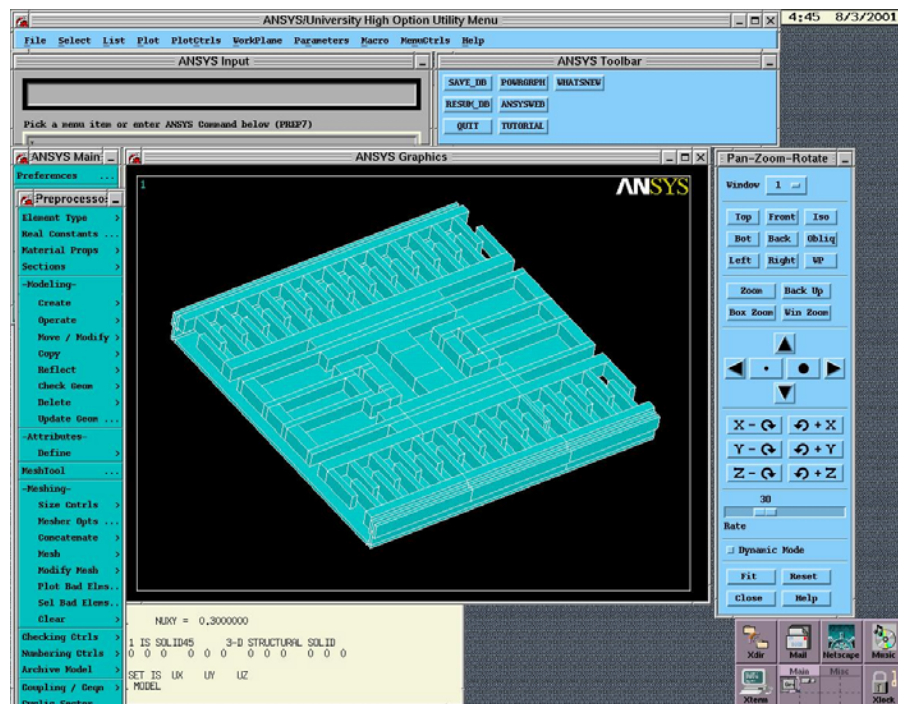 ANSYS/University High Option Utility Menu
4:45 8/3/2001
File Select List Plot PlotCtrls WorkPlane Parameters Macro MenuCtrls Help
ANSYS Input
ANSYS Toolbar
SAVE_DB POWRGRPH WHATSNEW
RESUM_DB ANSYSWEB
QUIT TUTORIAL
Pick a menu item or enter ANSYS Command below (PREP7)
ANSYS Main
Preferences ...
Preprocessor
Element Type >
Real Constants ...
Material Props >
Sections >
-Modeling-
Create >
Operate >
Move / Modify >
Copy >
Reflect >
Check Geom >
Delete >
Update Geom ...
-Attributes-
Define >
MeshTool ...
-Meshing-
Size Cntrls >
Mesher Opts ...
Concatenate >
Mesh >
Modify Mesh >
Plot Bad Elms..
Sel Bad Elems..
Clear >
Checking Ctrls >
Numbering Ctrls >
Archive Model >
Coupling / Ceqn >
ANSYS Graphics
1
ANSYS
Pan-Zoom-Rotate
Window 1
Top Front Iso
Bot Back Obliq
Left Right WP
Zoom Back Up
Box Zoom Win Zoom
X - + X
Y - + Y
Z - + Z
30
Rate
Dynamic Mode
Fit Reset
Close Help
NUXY = 0.3000000
1 IS SOLID45 3-D STRUCTURAL SOLID
0 0 0 0 0 0 0 0 0 0 0 0
SET IS UX UY UZ
MODEL
Xdir Mail Netscape Music
Main Misc
Xterm Xlock